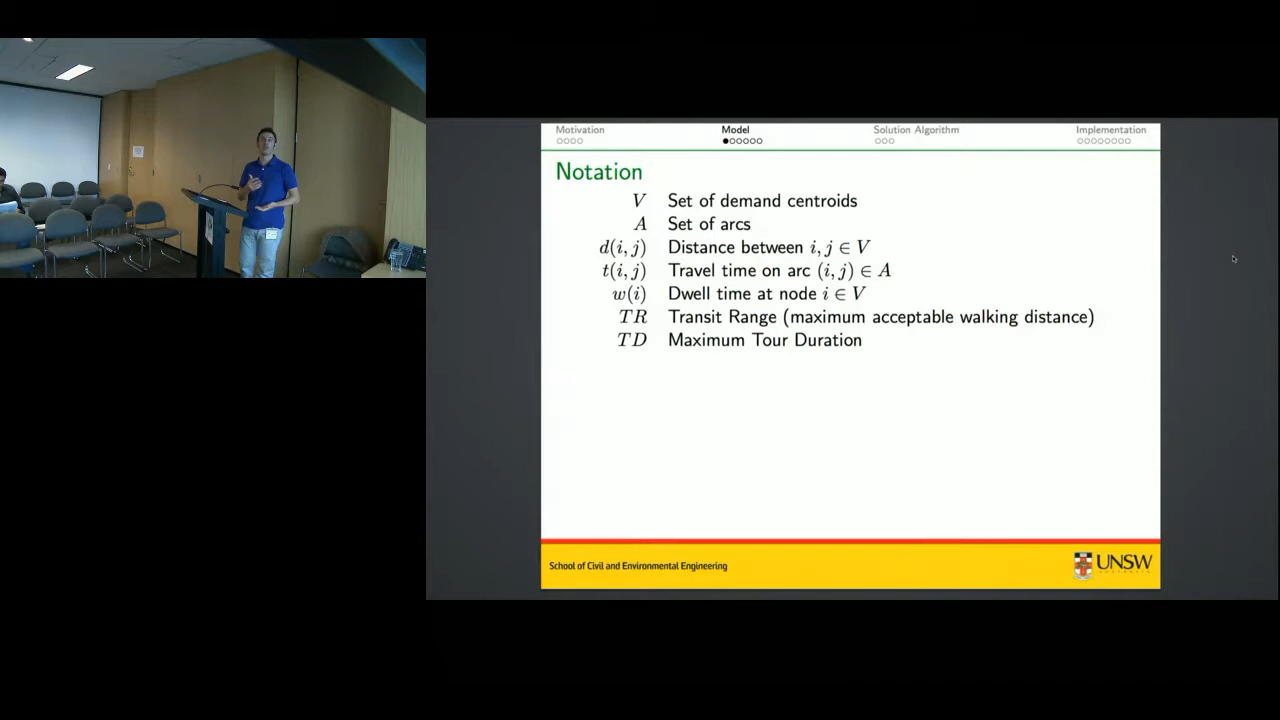 Motivation
Model
Solution Algorithm
Implementation
Notation
V Set of demand centroids
A Set of arcs
d(i, j) Distance between i, j ∈ V
t(i, j) Travel time on arc (i, j) ∈ A
w(i) Dwell time at node i ∈ V
TR Transit Range (maximum acceptable walking distance)
TD Maximum Tour Duration
School of Civil and Environmental Engineering
UNSW